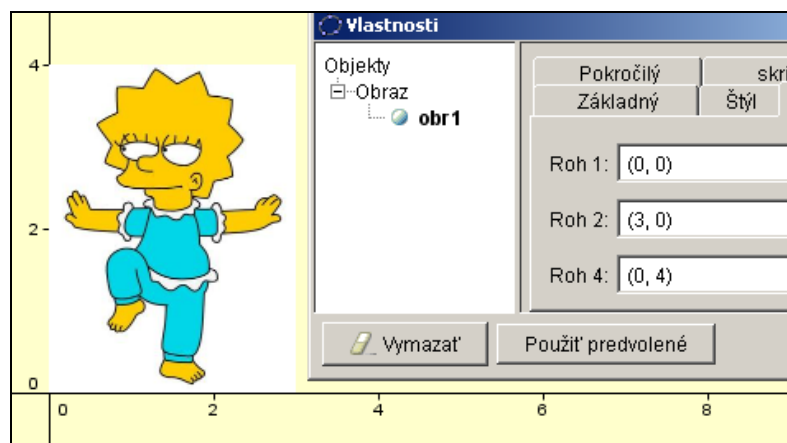 Vlastnosti
Objekty
Obraz
obr1
Pokročilý
skri
Základný
Štýl
Roh 1: (0, 0)
Roh 2: (3, 0)
Roh 4: (0, 4)
Vymazať
Použiť predvolené
4
2
0
0 2 4 6 8